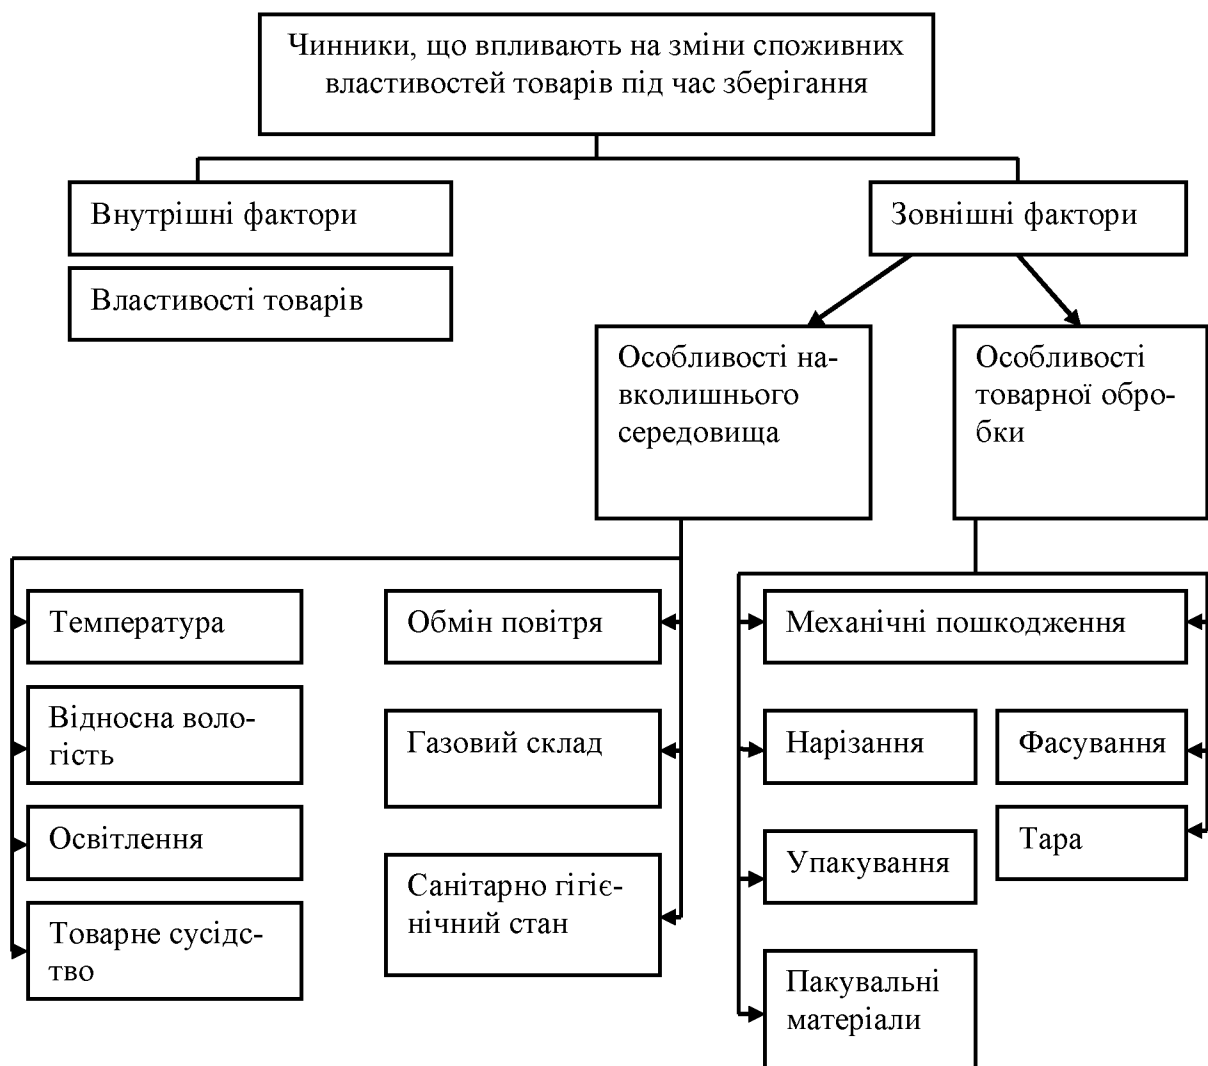 Чинники, що впливають на зміни споживних
властивостей товарів під час зберігання
Внутрішні фактори
Зовнішні фактори
Властивості товарів
Особливості на-
вколишнього
середовища
Особливості
товарної обро-
бки
Температура
Обмін повітря
Механічні пошкодження
Відносна воло-
гість
Газовий склад
Нарізання
Фасування
Освітлення
Санітарно гігіє-
нічний стан
Упакування
Тара
Товарне сусідс-
тво
Пакувальні
матеріали